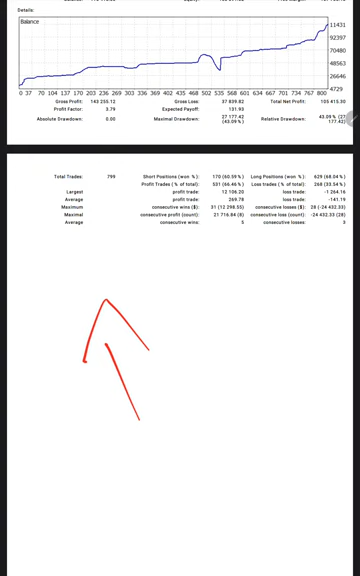 Details:
Balance
11431
92397
70480
48563
26646
4729
0 37 70 104 137 170 203 236 269 303 336 369 402 435 468 502 535 568 601 634 667 701 734 767 800
Gross Profit: 143 255.12 Gross Loss: 37 839.82 Total Net Profit: 105 415.30
Profit Factor: 3.79 Expected Payoff: 131.93
Absolute Drawdown: 0.00 Maximal Drawdown: 27 177.42 (43.09 %) Relative Drawdown: 43.09 % (27 177.42)
Total Trades: 799 Short Positions (won %): 170 (60.59 %) Long Positions (won %): 629 (68.04 %)
Profit Trades ( % of total): 531 (66.46 %) Loss trades ( % of total): 268 (33.54 %)
Largest profit trade: 12 106.20 loss trade: -1 264.16
Average profit trade: 269.78 loss trade: -141.19
Maximum consecutive wins ($): 31 (12 298.55) consecutive losses ($): 28 (-24 432.33)
Maximal consecutive profit (count): 21 716.84 (8) consecutive loss (count): -24 432.33 (28)
Average consecutive wins: 5 consecutive losses: 3